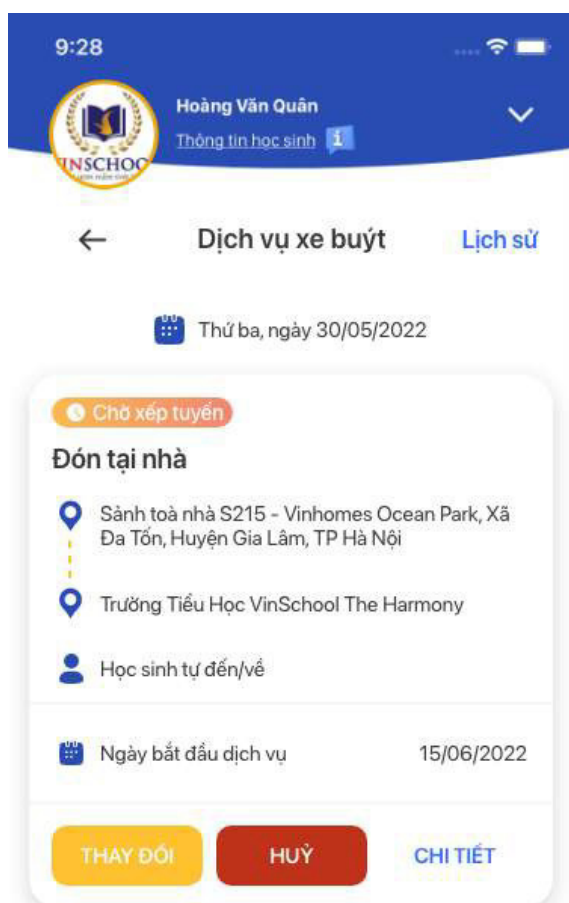 9:28
Hoàng Văn Quân
Thông tin học sinh
VINSCHOOL
Dịch vụ xe buýt
Lịch sử
Thứ ba, ngày 30/05/2022
Chờ xếp tuyến
Đón tại nhà
Sảnh toà nhà S215 - Vinhomes Ocean Park, Xã
Đa Tốn, Huyện Gia Lâm, TP Hà Nội
Trường Tiểu Học VinSchool The Harmony
Học sinh tự đến/về
Ngày bắt đầu dịch vụ
15/06/2022
THAY ĐỔI
HUỶ
CHI TIẾT